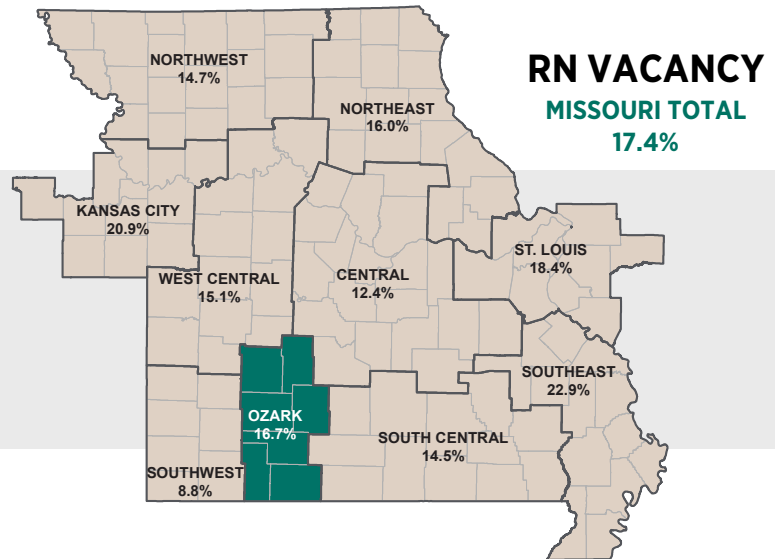 RN VACANCY
MISSOURI TOTAL
17.4%
NORTHWEST
14.7%
NORTHEAST
16.0%
KANSAS CITY
20.9%
ST. LOUIS
18.4%
WEST CENTRAL
15.1%
CENTRAL
12.4%
SOUTHEAST
22.9%
OZARK
16.7%
SOUTH CENTRAL
14.5%
SOUTHWEST
8.8%